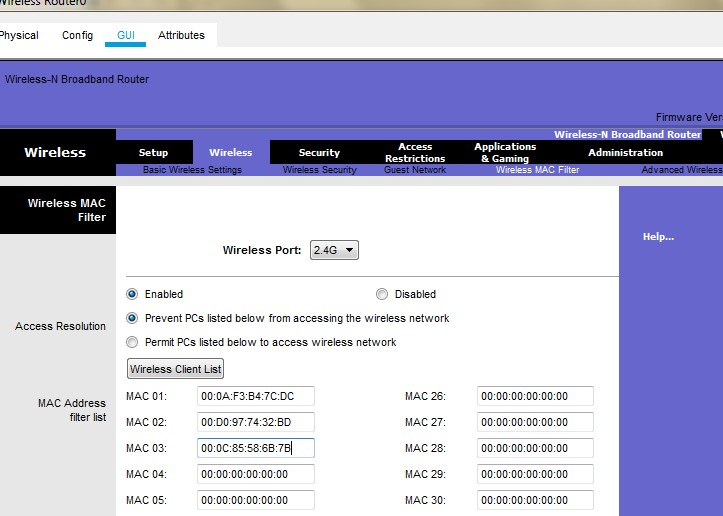 Wireless Router0
Physical Config GUI Attributes
Wireless-N Broadband Router
Firmware Ver
Wireless-N Broadband Router
Wireless
Setup Wireless Security Access Restrictions Applications & Gaming Administration
Basic Wireless Settings Wireless Security Guest Network Wireless MAC Filter Advanced Wireless
Wireless MAC
Filter
Help...
Wireless Port: 2.4G
Enabled Disabled
Access Resolution
Prevent PCs listed below from accessing the wireless network
Permit PCs listed below to access wireless network
Wireless Client List
MAC Address
filter list
MAC 01: 00:0A:F3:B4:7C:DC MAC 26: 00:00:00:00:00:00
MAC 02: 00:D0:97:74:32:BD MAC 27: 00:00:00:00:00:00
MAC 03: 00:0C:85:58:6B:7B MAC 28: 00:00:00:00:00:00
MAC 04: 00:00:00:00:00:00 MAC 29: 00:00:00:00:00:00
MAC 05: 00:00:00:00:00:00 MAC 30: 00:00:00:00:00:00